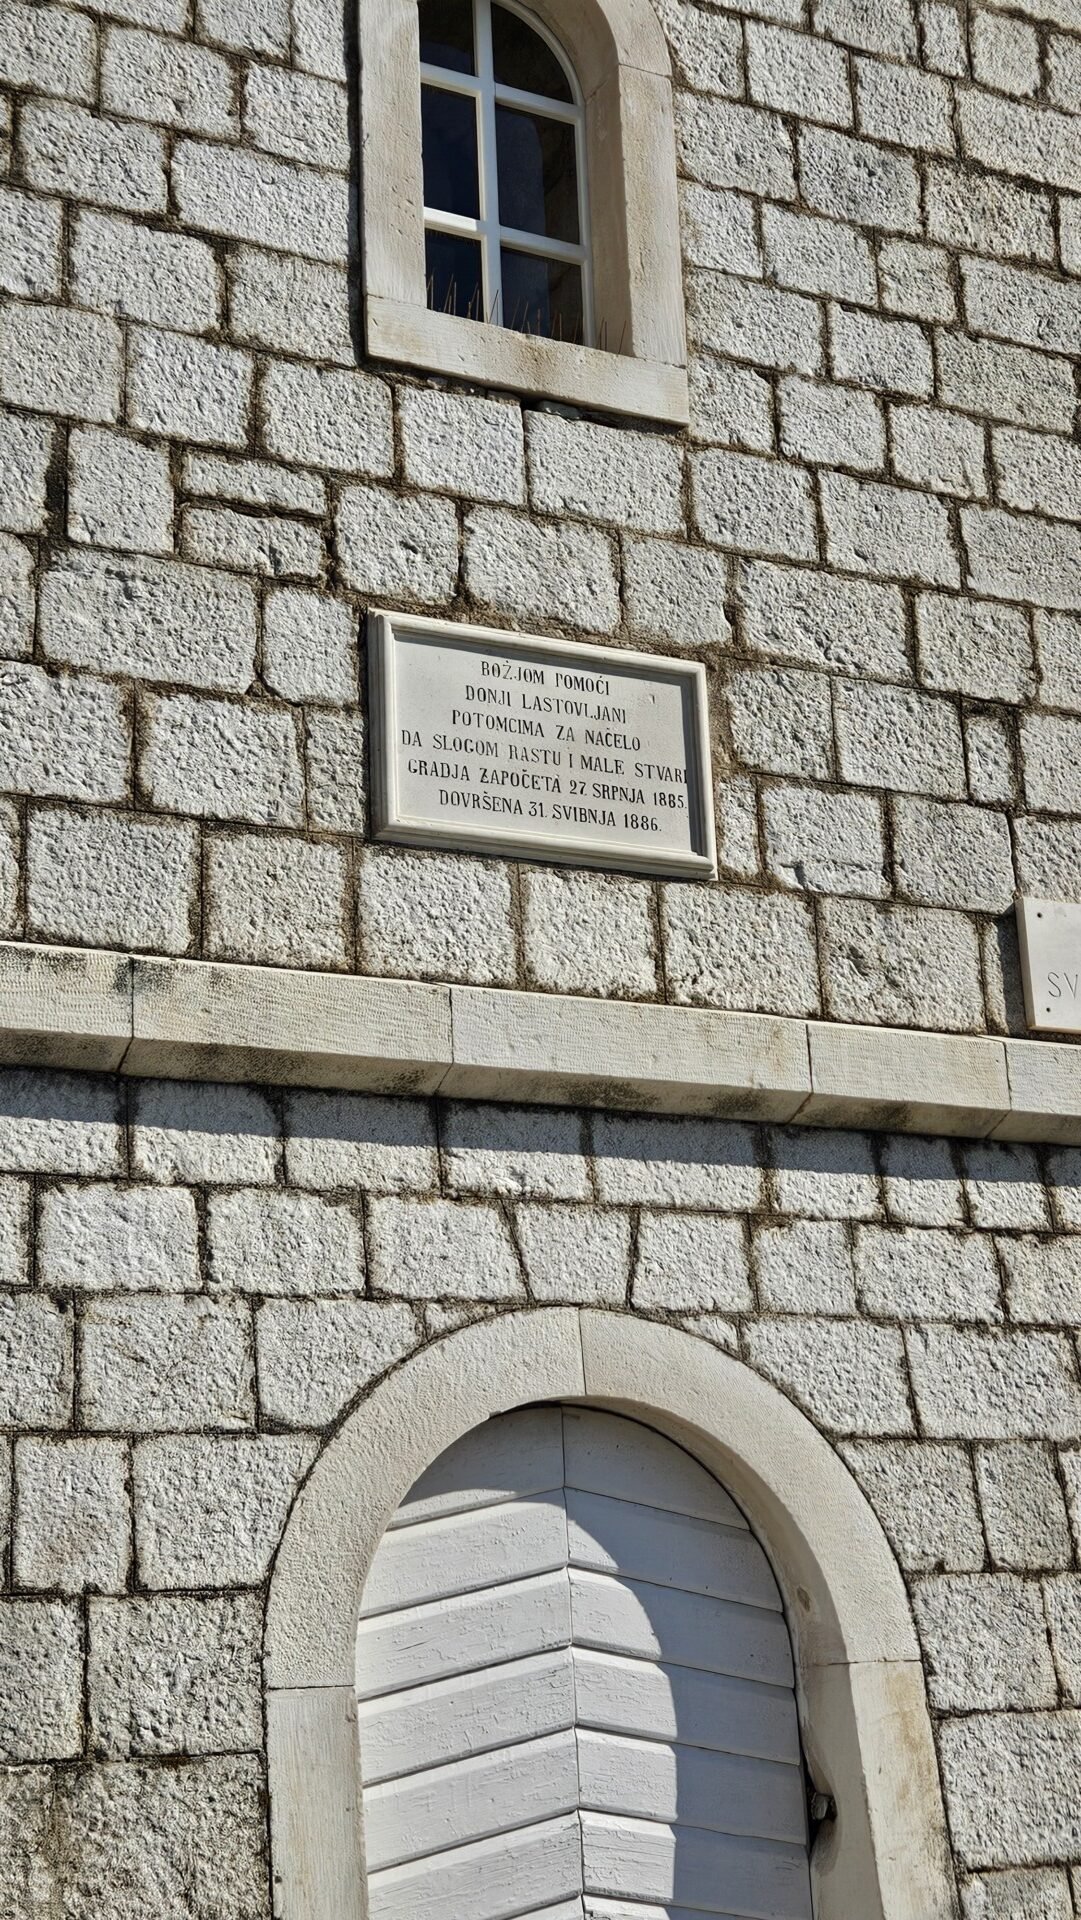 BOŽJOM POMOĆI
DONJI LASTOVLJANI
POTOMCIMA ZA NAČELO
DA SLOGOM RASTU I MALE STVARI
GRADJA ZAPOČETA 27. SRPNJA 1885.
DOVRŠENA 31. SVIBNJA 1886.
SV